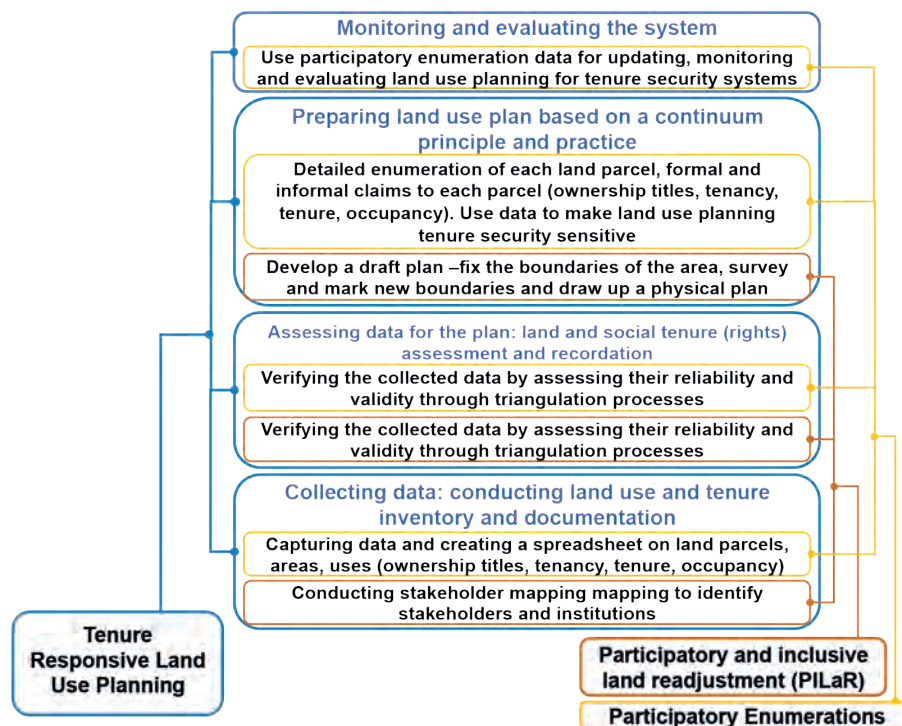 Monitoring and evaluating the system
Use participatory enumeration data for updating, monitoring
and evaluating land use planning for tenure security systems
Preparing land use plan based on a continuum
principle and practice
Detailed enumeration of each land parcel, formal and
informal claims to each parcel (ownership titles, tenancy,
tenure, occupancy). Use data to make land use planning
tenure security sensitive
Develop a draft plan –fix the boundaries of the area, survey
and mark new boundaries and draw up a physical plan
Assessing data for the plan: land and social tenure (rights)
assessment and recordation
Verifying the collected data by assessing their reliability and
validity through triangulation processes
Verifying the collected data by assessing their reliability and
validity through triangulation processes
Collecting data: conducting land use and tenure
inventory and documentation
Capturing data and creating a spreadsheet on land parcels,
areas, uses (ownership titles, tenancy, tenure, occupancy)
Conducting stakeholder mapping mapping to identify
stakeholders and institutions
Tenure
Responsive Land
Use Planning
Participatory and inclusive
land readjustment (PILaR)
Participatory Enumerations